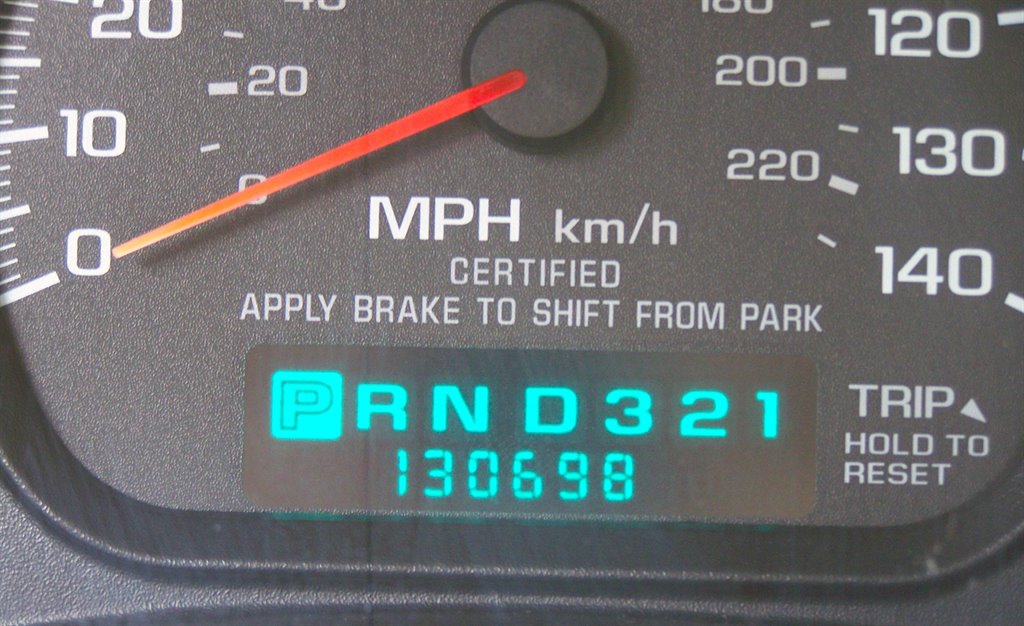 20
10
0
20
0
MPH km/h
CERTIFIED
APPLY BRAKE TO SHIFT FROM PARK
P R N D 3 2 1
130698
200
220
120
130
140
TRIP
HOLD TO
RESET